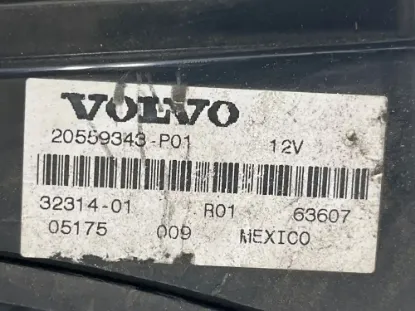 VOLVO
20559343-P01 12V
32314-01 R01 63607
05175 009 MEXICO